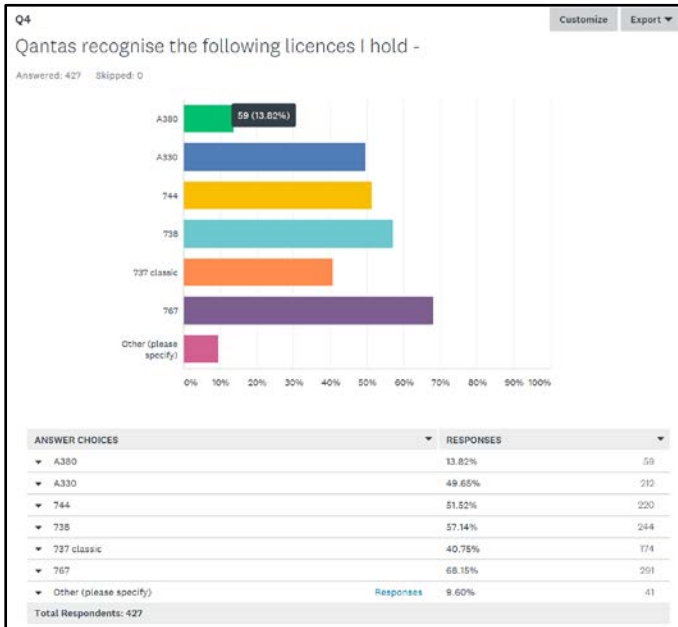 Q4
Customize
Export
Qantas recognise the following licences I hold -
Answered: 427 Skipped: 0
A380
59 (13.82%)
A330
744
738
737 classic
767
Other (please
specify)
0% 10% 20% 30% 40% 50% 60% 70% 80% 90% 100%
ANSWER CHOICES RESPONSES
A380 13.82% 59
A330 49.65% 212
744 51.52% 220
738 57.14% 244
737 classic 40.75% 174
767 68.15% 291
Other (please specify) Responses 9.60% 41
Total Respondents: 427